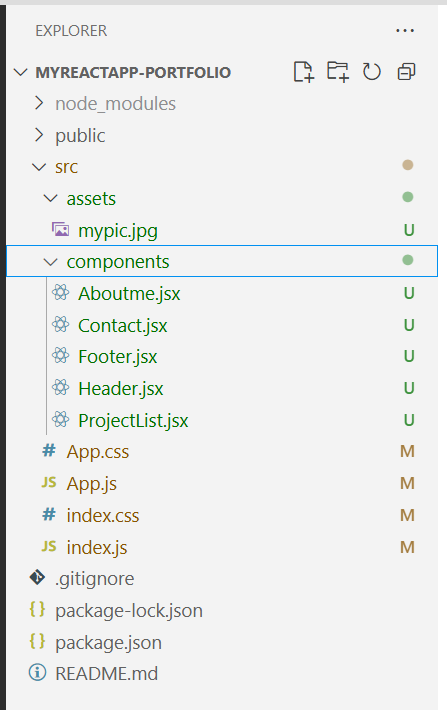 EXPLORER
MYREACTAPP-PORTFOLIO
node_modules
public
src
assets
mypic.jpg U
components
Aboutme.jsx U
Contact.jsx U
Footer.jsx U
Header.jsx U
ProjectList.jsx U
# App.css M
JS App.js M
# index.css M
JS index.js M
.gitignore
{} package-lock.json
{} package.json
README.md